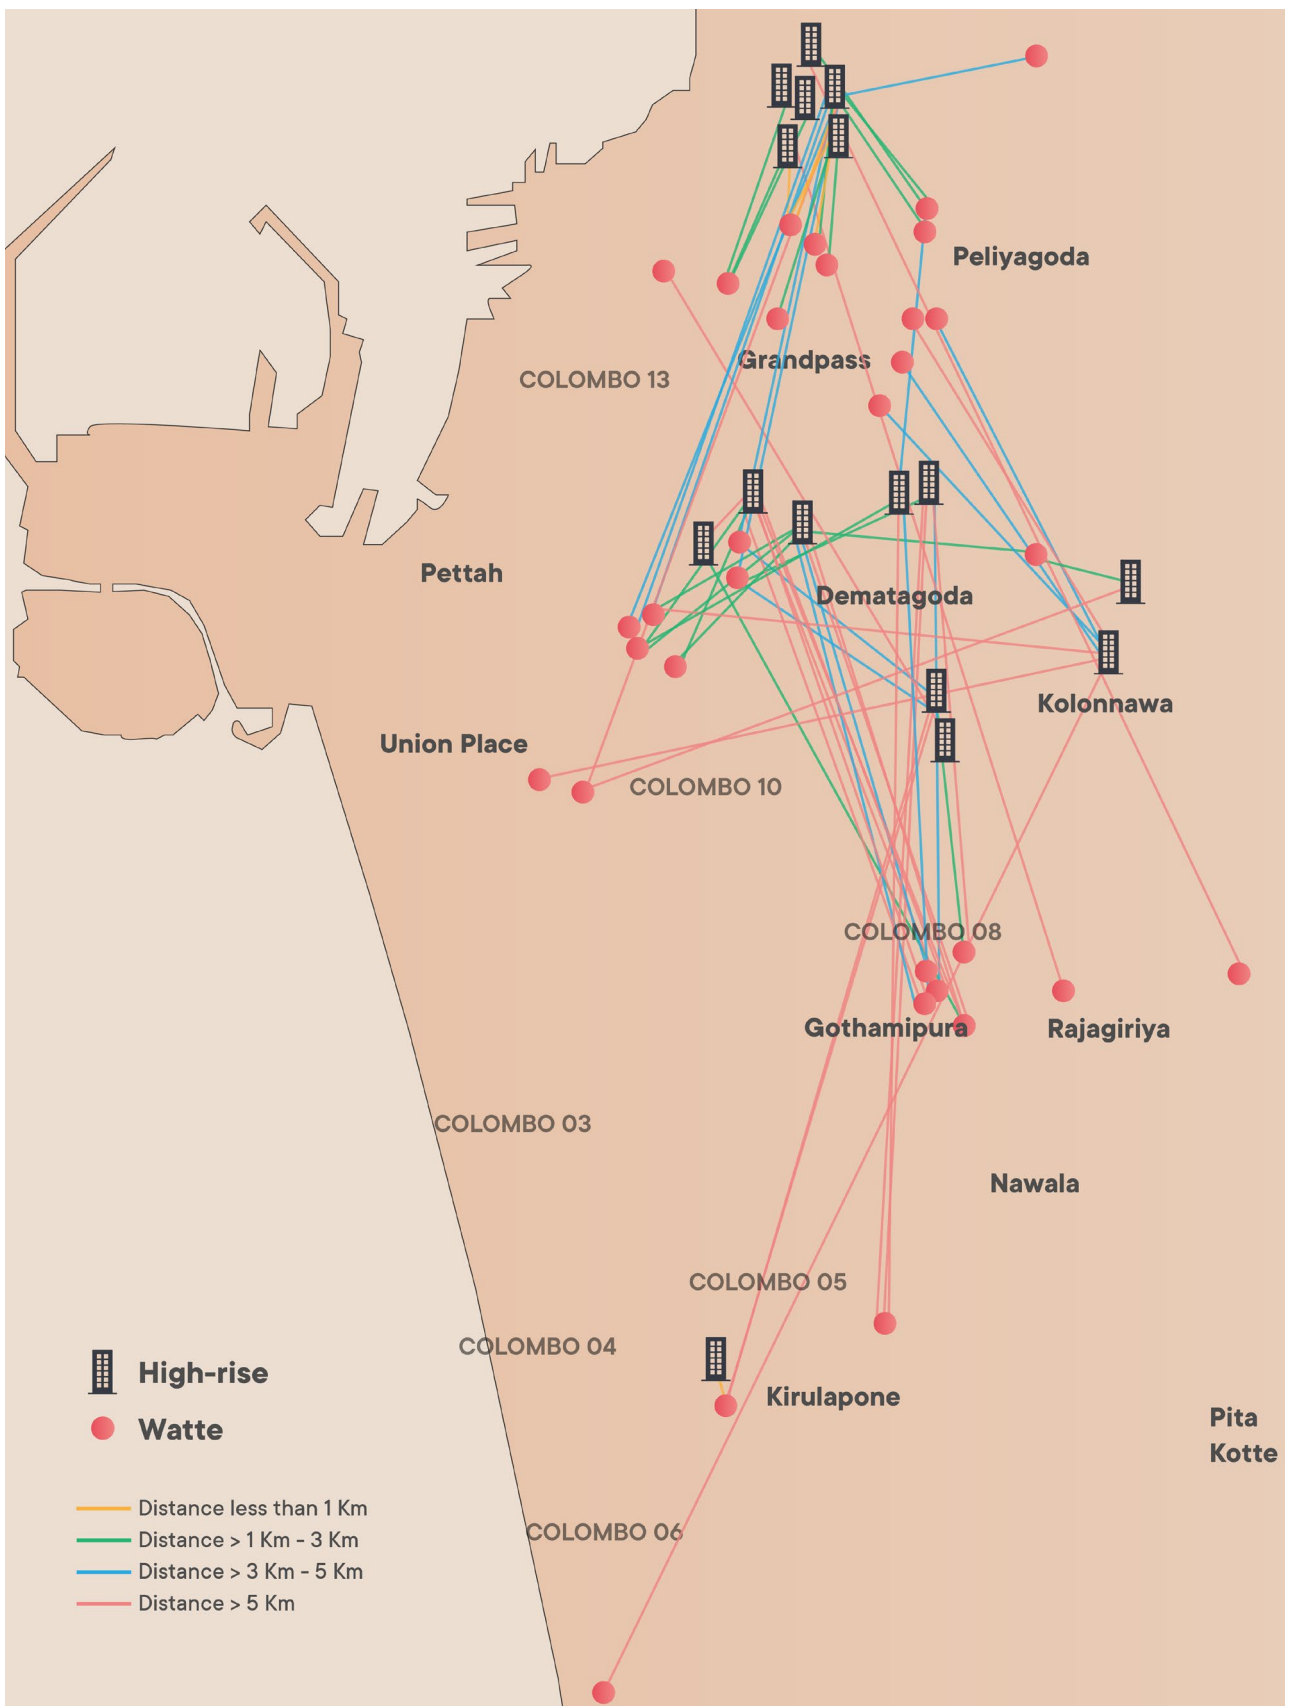 Peliyagoda
Grandpass
COLOMBO 13
Pettah
Dematagoda
Kolonnawa
Union Place
COLOMBO 10
COLOMBO 08
Gothamipura
Rajagiriya
COLOMBO 03
Nawala
COLOMBO 05
COLOMBO 04
High-rise
Kirulapone
Pita
Kotte
Watte
Distance less than 1 Km
COLOMBO 06
Distance > 1 Km - 3 Km
Distance > 3 Km - 5 Km
Distance > 5 Km